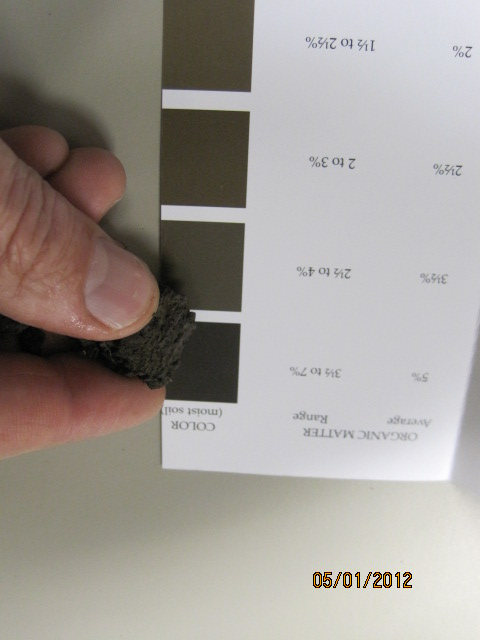 ORGANIC MATTER COLOR
Average Range (moist soil)
5% 3½ to 7%
3½% 2½ to 4%
2½% 2 to 3%
2% 1½ to 2½%
05/01/2012